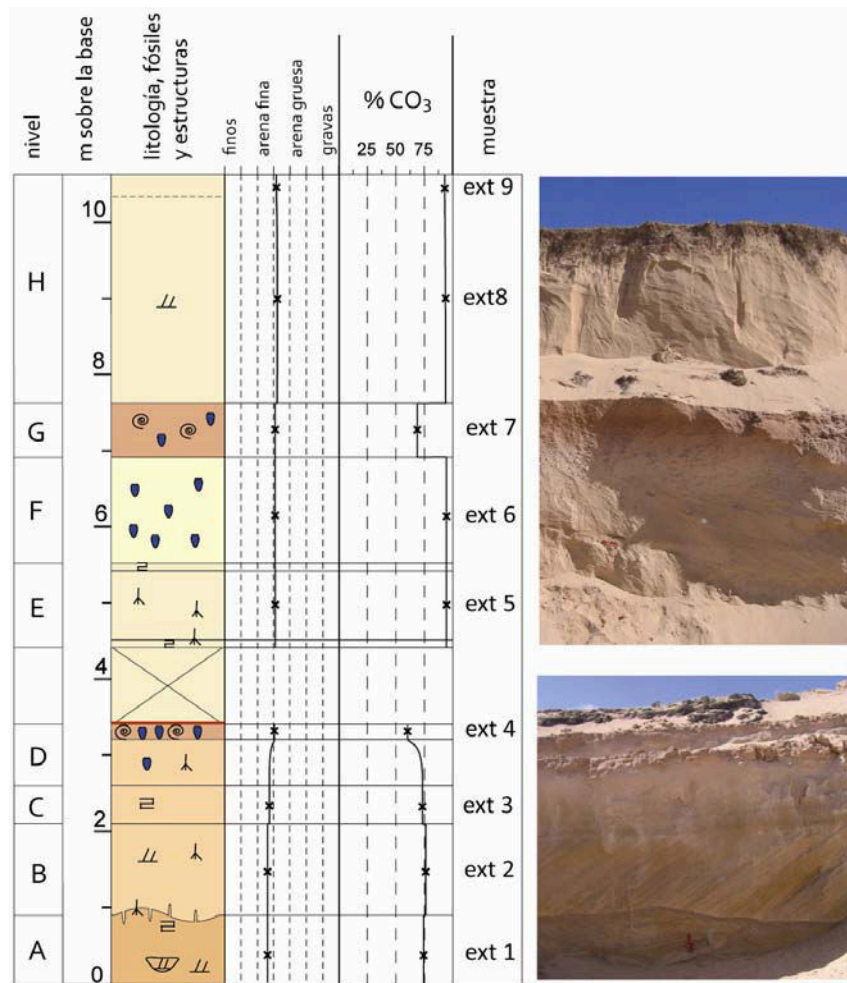 nivel
m sobre la base
litología, fósiles
y estructuras
finos
arena fina
arena gruesa
gravas
% CO3
25 50 75
muestra
10
H
ext 9
ext8
8
G
ext 7
F
6
ext 6
E
ext 5
4
ext 4
D
C
ext 3
2
B
ext 2
A
ext 1
0